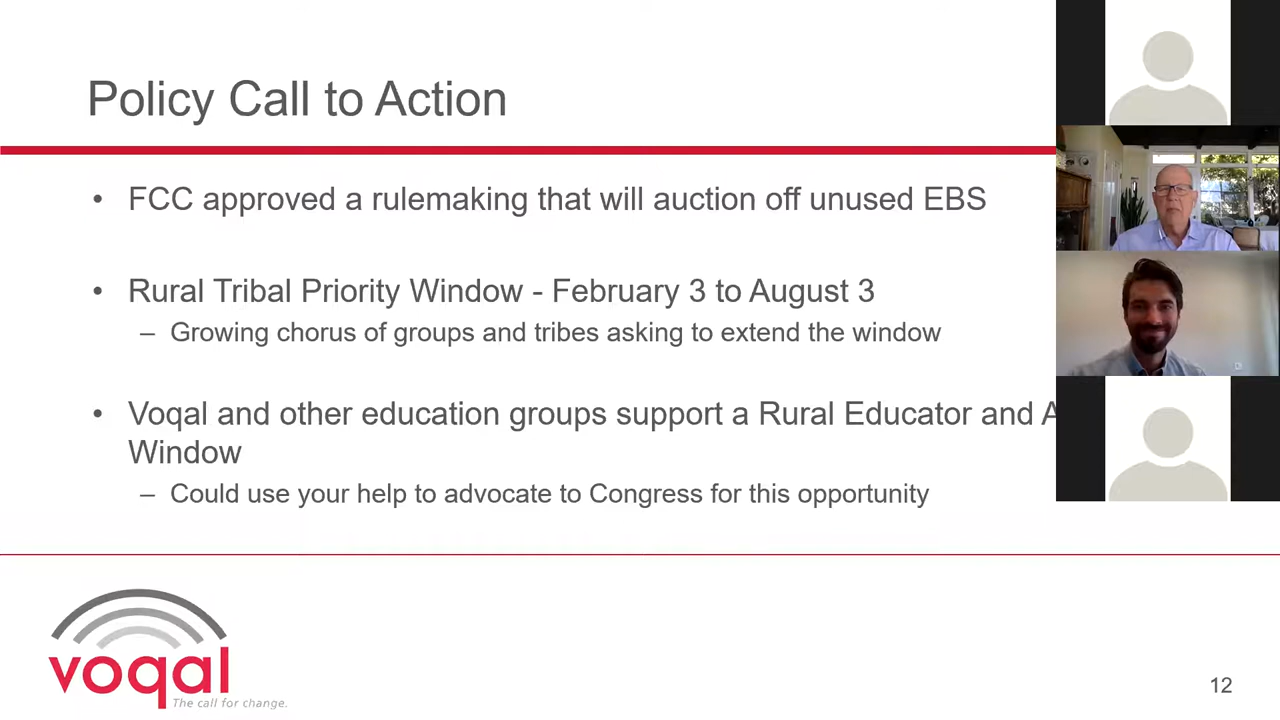 Policy Call to Action
• FCC approved a rulemaking that will auction off unused EBS
• Rural Tribal Priority Window - February 3 to August 3
– Growing chorus of groups and tribes asking to extend the window
• Voqal and other education groups support a Rural Educator and
Window
– Could use your help to advocate to Congress for this opportunity
voqal
The call for change.
12